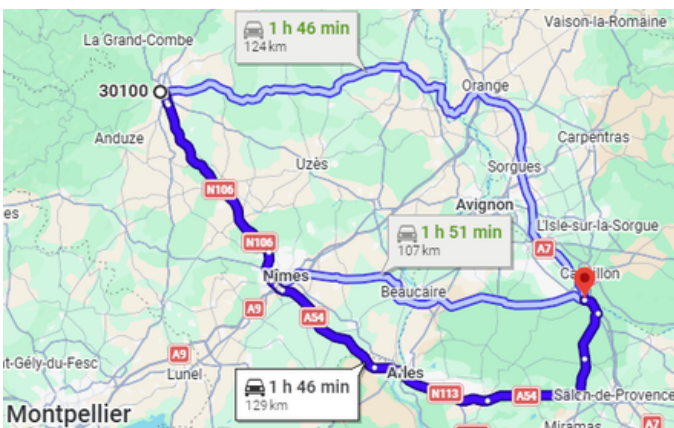 Vaison-la-Romaine
La Grand-Combe
1 h 46 min
124 km
30100
Orange
Anduze
Carpentras
Uzès
Sorgues
N106
Avignon
L'Isle-sur-la-Sorgue
N106
1 h 51 min
107 km
A7
Nîmes
Beaucaire
A9
A54
A9
Lunel
Arles
1 h 46 min
129 km
N113
A54
Salon-de-Provence
Montpellier
Miramas
A7